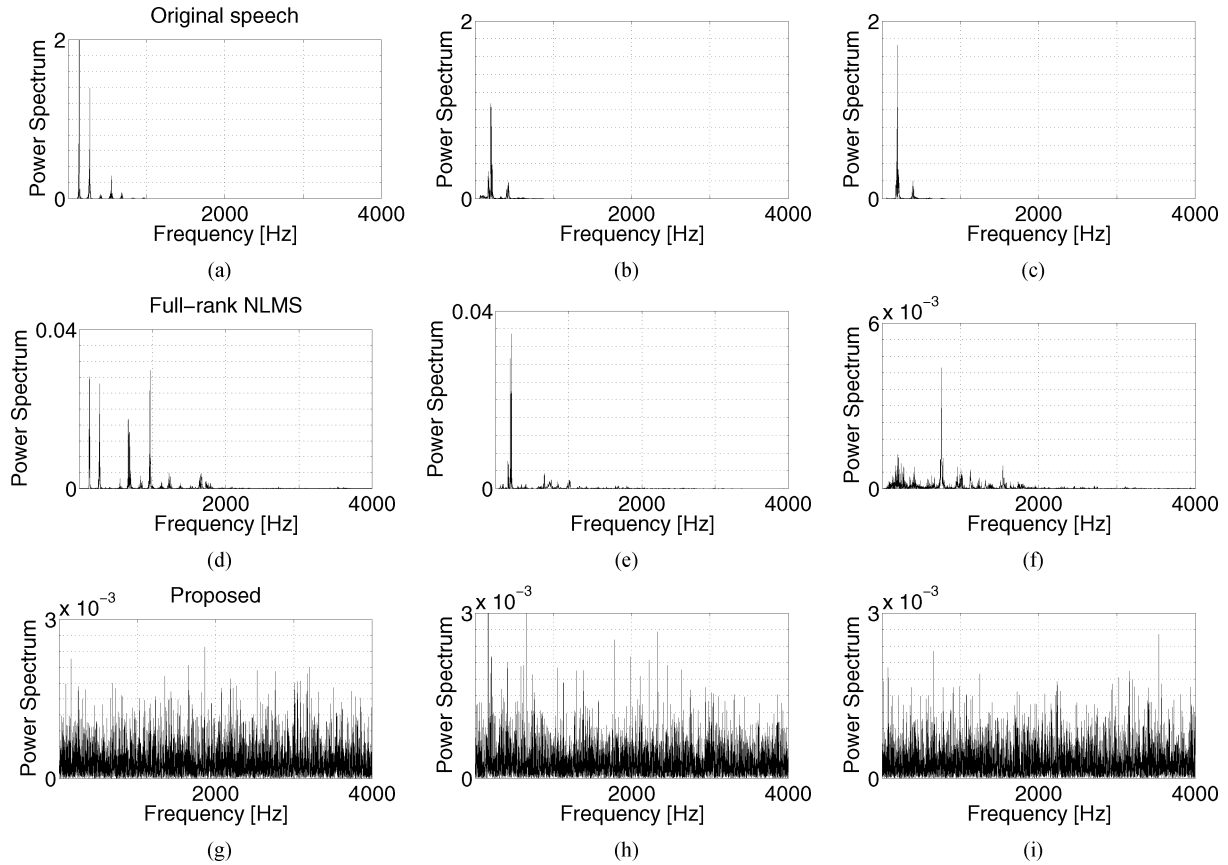 Original speech
2
Power Spectrum
0
2000
4000
Frequency [Hz]
(a)
2
Power Spectrum
0
2000
4000
Frequency [Hz]
(b)
2
Power Spectrum
0
2000
4000
Frequency [Hz]
(c)
Full−rank NLMS
0.04
Power Spectrum
0
2000
4000
Frequency [Hz]
(d)
0.04
Power Spectrum
0
2000
4000
Frequency [Hz]
(e)
x 10⁻³
6
Power Spectrum
0
2000
4000
Frequency [Hz]
(f)
Proposed
x 10⁻³
3
Power Spectrum
0
2000
4000
Frequency [Hz]
(g)
x 10⁻³
3
Power Spectrum
0
2000
4000
Frequency [Hz]
(h)
x 10⁻³
3
Power Spectrum
0
2000
4000
Frequency [Hz]
(i)